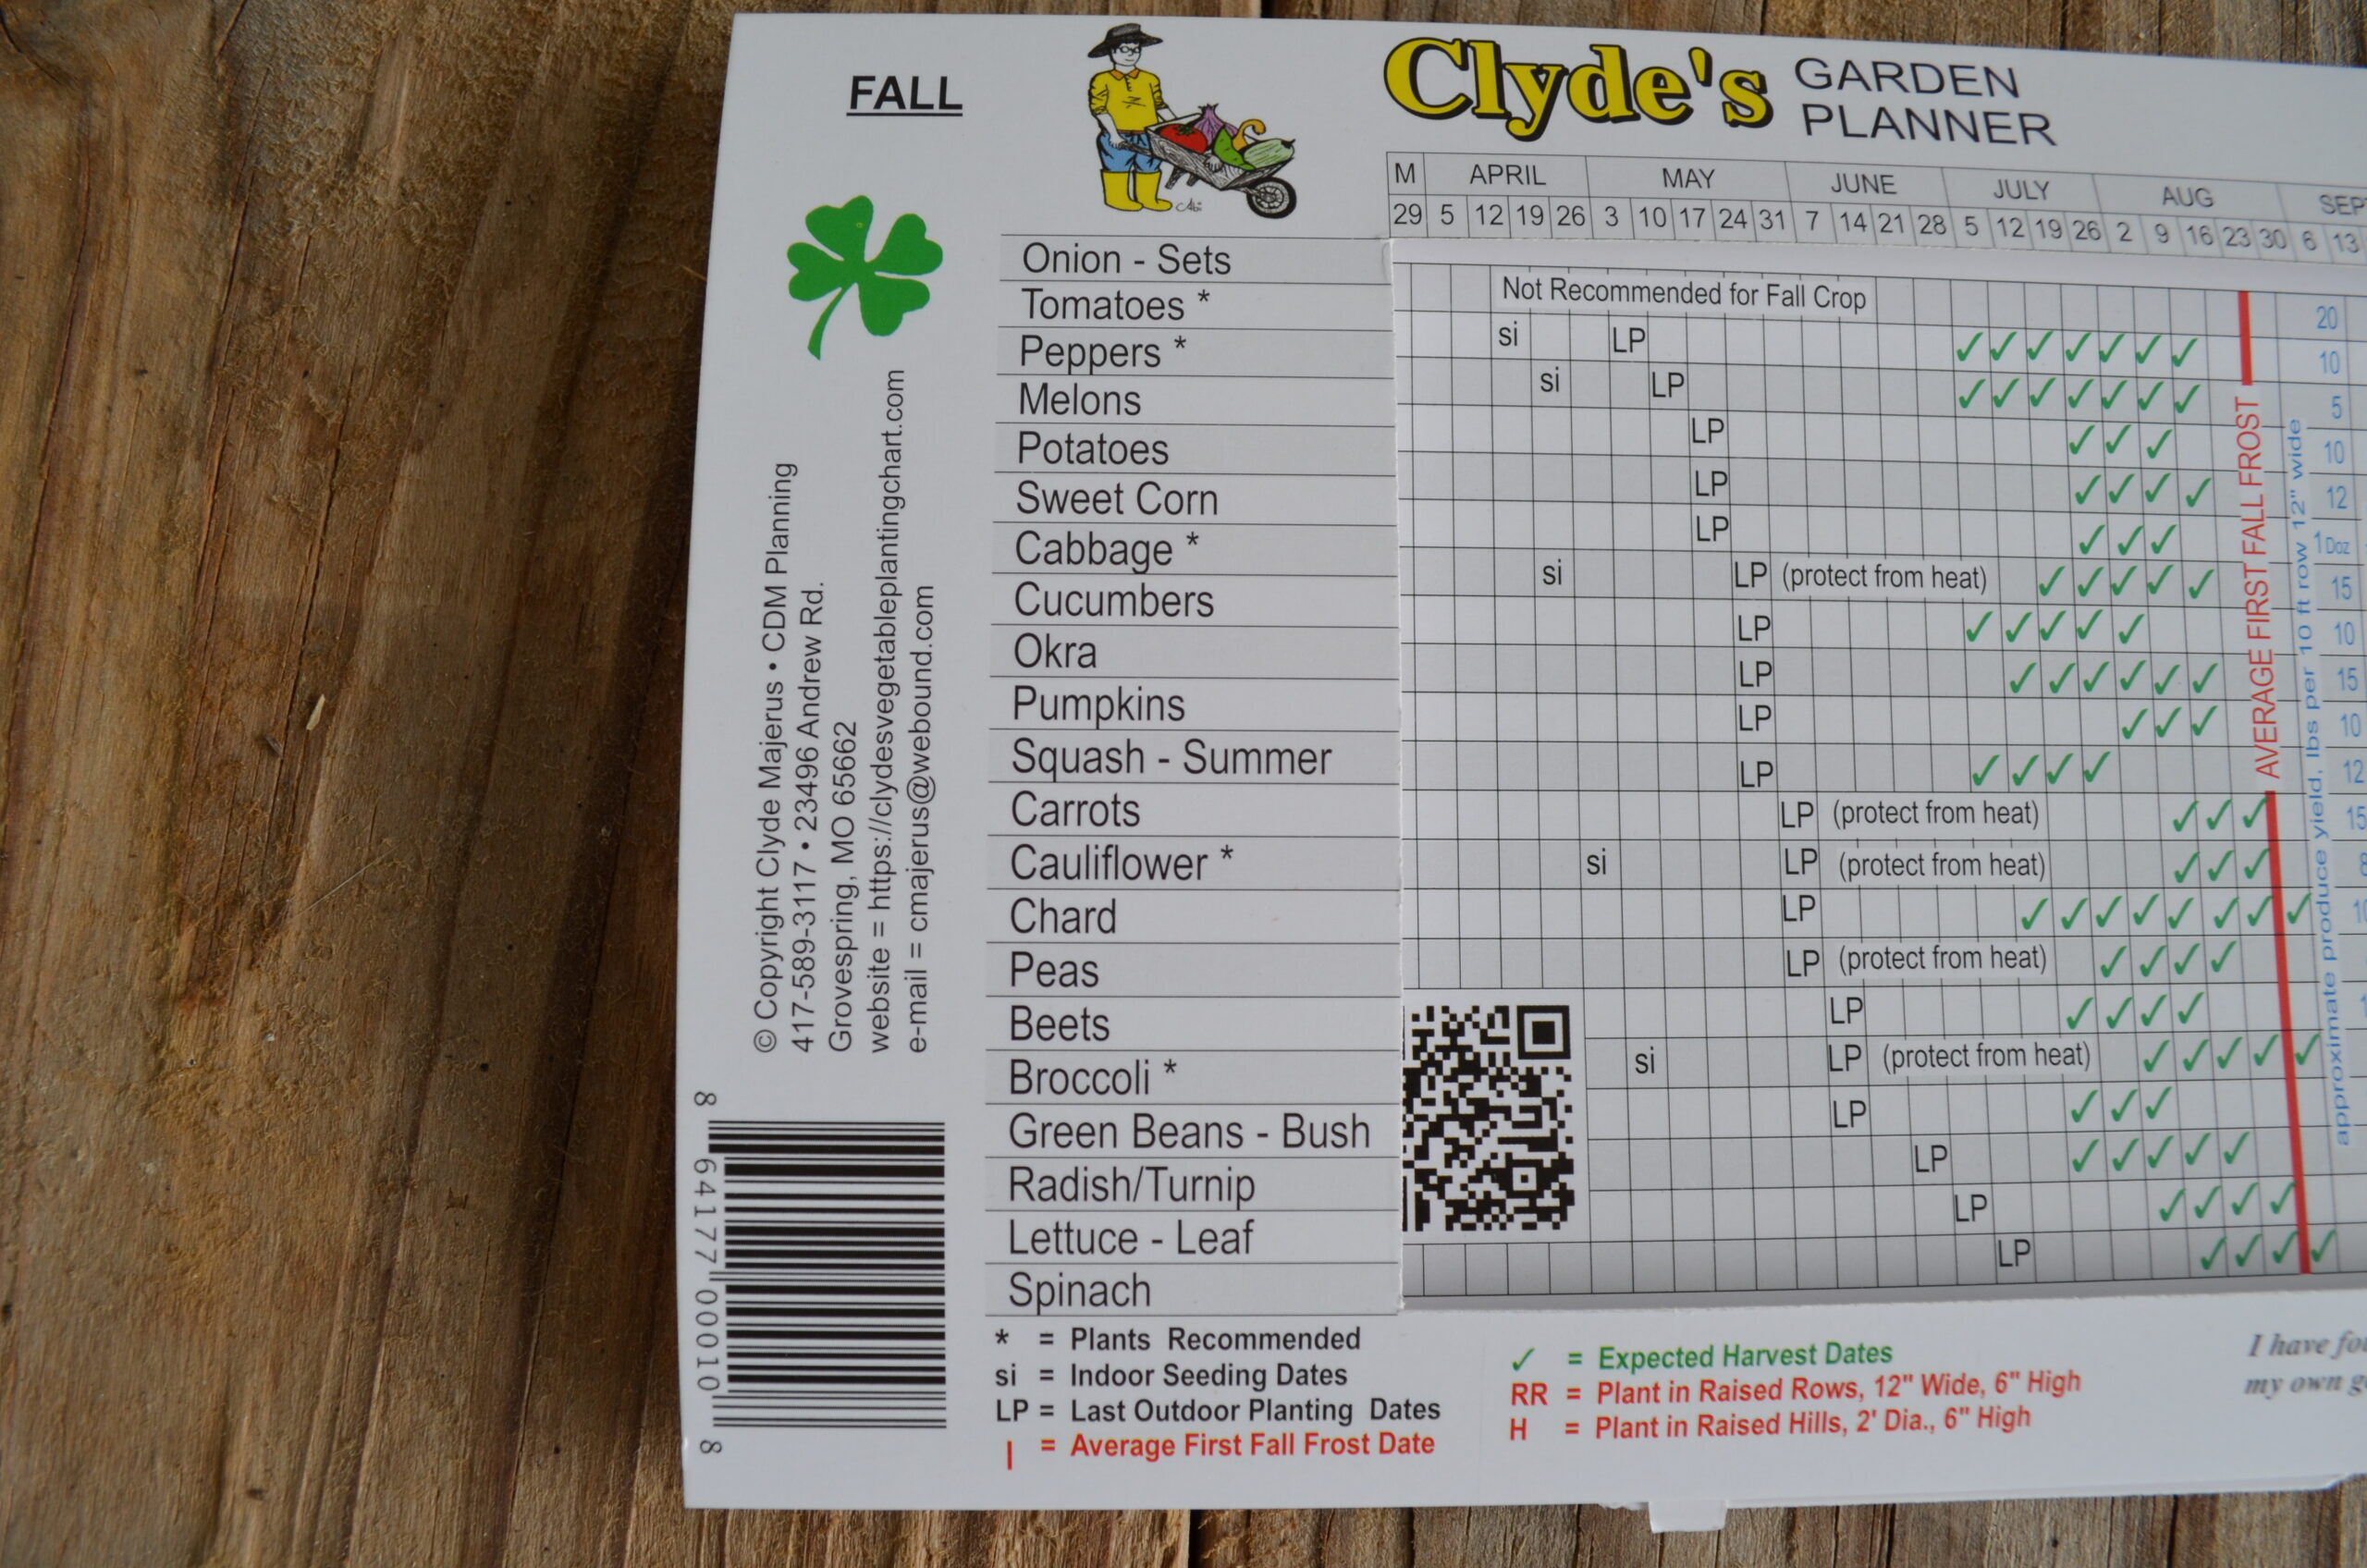 FALL
Clyde's GARDEN
PLANNER
M APRIL MAY JUNE JULY AUG
29 5 12 19 26 3 10 17 24 31 7 14 21 28 5 12 19 26 2 9 16 23 30 6 13
Onion - Sets
Tomatoes *
Peppers *
Melons
Potatoes
Sweet Corn
Cabbage *
Cucumbers
Okra
Pumpkins
Squash - Summer
Carrots
Cauliflower *
Chard
Peas
Beets
Broccoli *
Green Beans - Bush
Radish/Turnip
Lettuce - Leaf
Spinach
Not Recommended for Fall Crop 20
si LP ✓✓✓✓✓✓✓ 10
si LP ✓✓✓✓✓✓✓ 5
LP ✓✓✓ 10
LP ✓✓✓✓ 12
LP ✓✓✓ 1 Doz
si LP (protect from heat) ✓✓✓✓✓ 15
LP ✓✓✓✓✓ 10
LP ✓✓✓✓✓✓ 15
LP ✓✓✓ 10
LP ✓✓✓✓ 12
LP (protect from heat) ✓✓✓ 15
si LP (protect from heat) ✓✓✓ 8
LP ✓✓✓✓✓✓✓✓ 10
LP (protect from heat) ✓✓✓✓
LP ✓✓✓✓
si LP (protect from heat) ✓✓✓✓✓
LP ✓✓✓
LP ✓✓✓✓✓
LP ✓✓✓✓
LP ✓✓✓✓
AVERAGE FIRST FALL FROST
approximate produce yield, lbs per 10 ft row 12" wide
© Copyright Clyde Majerus • CDM Planning
417-589-3117 • 23496 Andrew Rd.
Grovespring, MO 65662
website = https://clydesvegetableplantingchart.com
e-mail = cmajerus@webound.com
8 64177 00010 8
* = Plants Recommended
si = Indoor Seeding Dates
LP = Last Outdoor Planting Dates
| = Average First Fall Frost Date
✓ = Expected Harvest Dates
RR = Plant in Raised Rows, 12" Wide, 6" High
H = Plant in Raised Hills, 2' Dia., 6" High
I have
my own